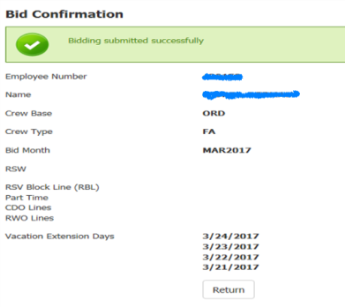 Bid Confirmation
Bidding submitted successfully
Employee Number
Name
Crew Base ORD
Crew Type FA
Bid Month MAR2017
RSW
RSV Block Line (RBL)
Part Time
CDO Lines
RWO Lines
Vacation Extension Days 3/24/2017
3/23/2017
3/22/2017
3/21/2017
Return